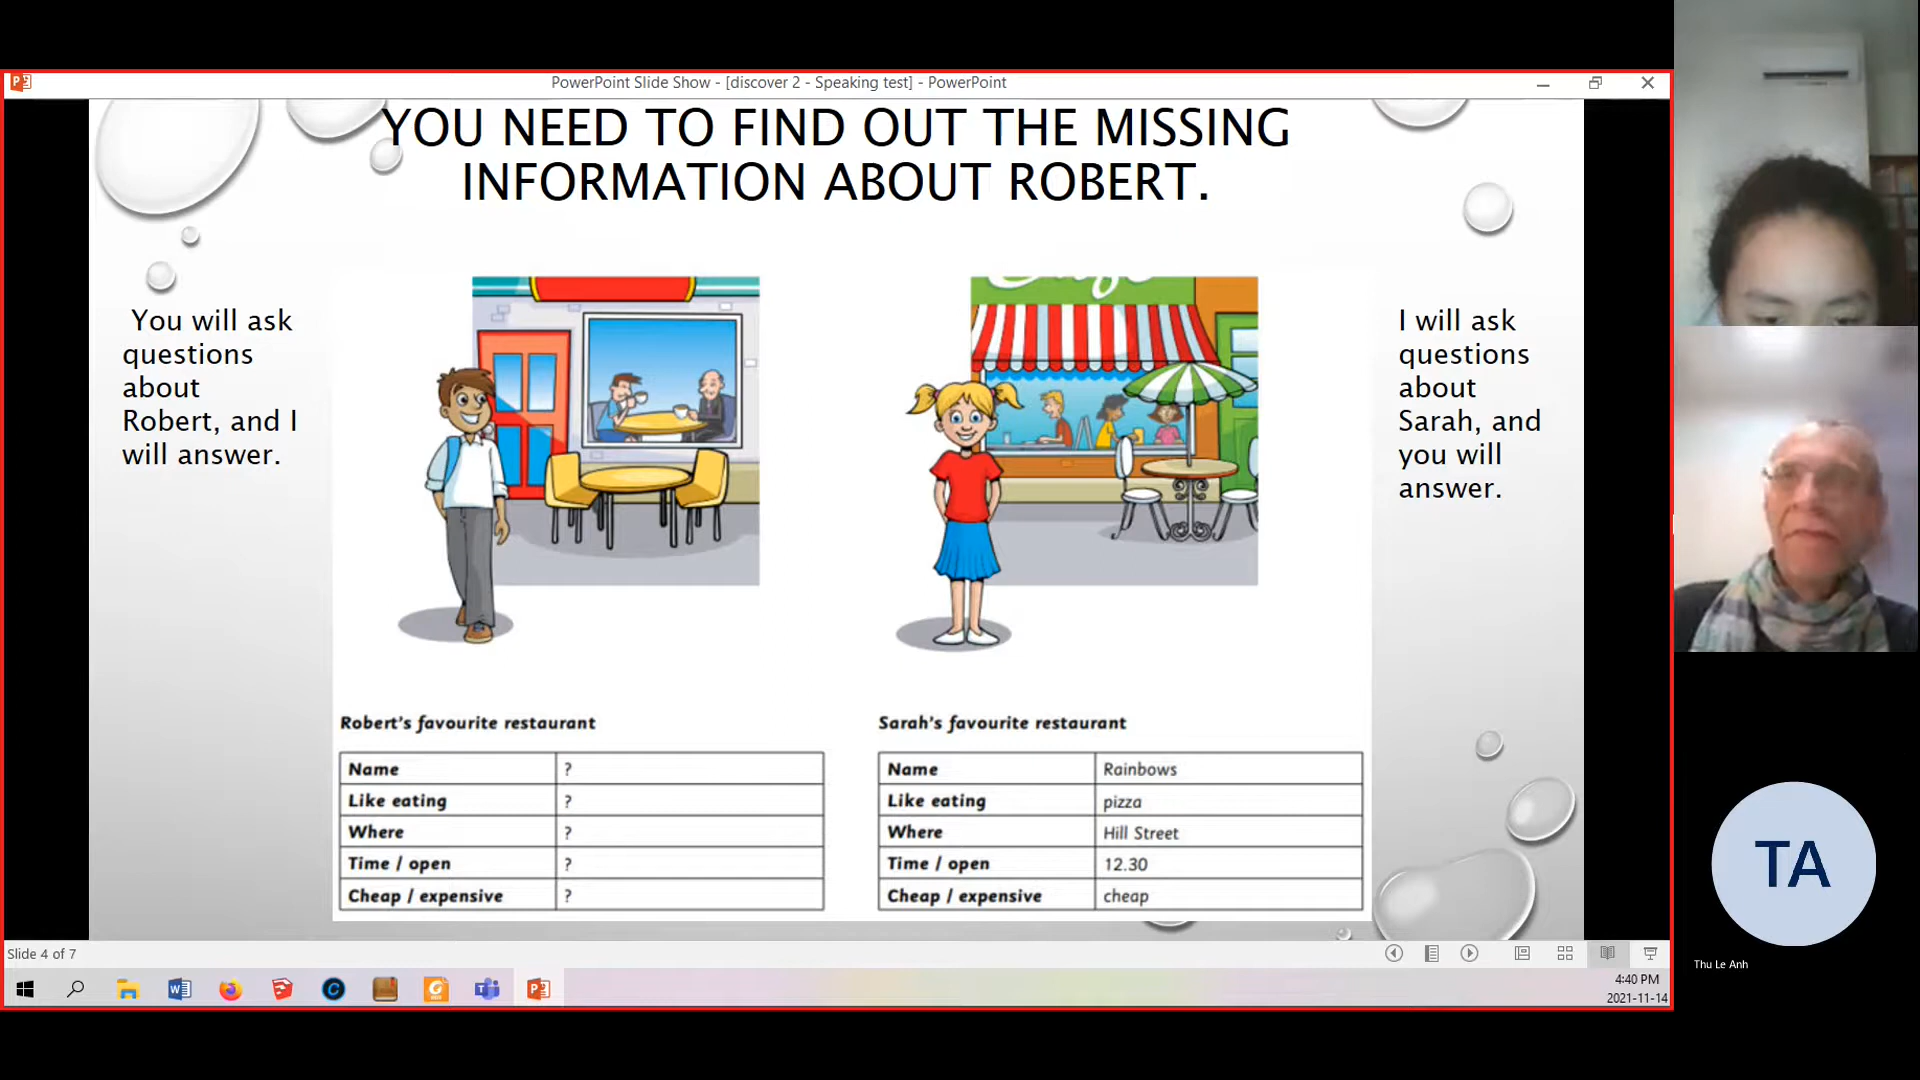 PowerPoint Slide Show - [discover 2 - Speaking test] - PowerPoint
YOU NEED TO FIND OUT THE MISSING
INFORMATION ABOUT ROBERT.
You will ask
questions
about
Robert, and I
will answer.
I will ask
questions
about
Sarah, and
you will
answer.
Robert's favourite restaurant
Name ?
Like eating ?
Where ?
Time / open ?
Cheap / expensive ?
Sarah's favourite restaurant
Name Rainbows
Like eating pizza
Where Hill Street
Time / open 12.30
Cheap / expensive cheap
Slide 4 of 7
4:40 PM
2021-11-14
TA
Thu Le Anh